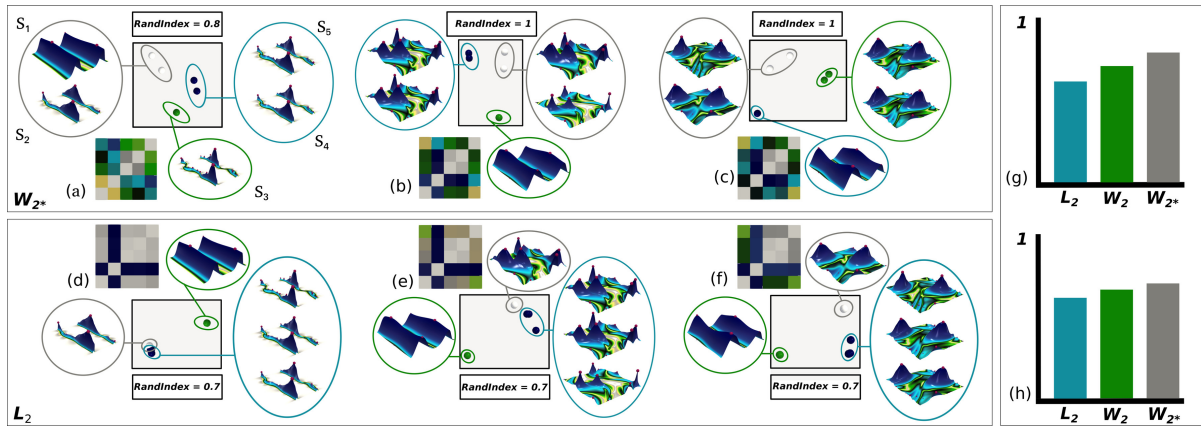 S1
RandIndex = 0.8
S5
S2
S4
(a)
S3
RandIndex = 1
(b)
RandIndex = 1
(c)
W2*
(d)
RandIndex = 0.7
(e)
RandIndex = 0.7
(f)
RandIndex = 0.7
L2
1
(g)
L2 W2 W2*
1
(h)
L2 W2 W2*